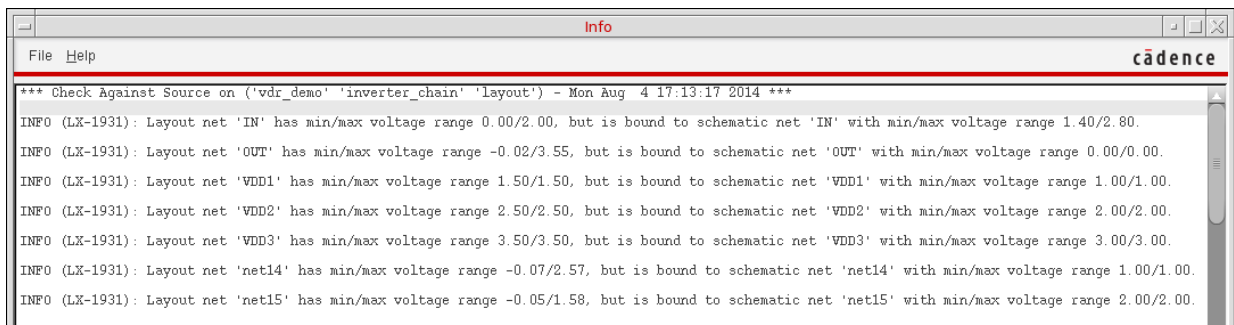 Info
File Help
cādence
*** Check Against Source on ('vdr_demo' 'inverter_chain' 'layout') - Mon Aug  4 17:13:17 2014 ***
INFO (LX-1931): Layout net 'IN' has min/max voltage range 0.00/2.00, but is bound to schematic net 'IN' with min/max voltage range 1.40/2.80.
INFO (LX-1931): Layout net 'OUT' has min/max voltage range -0.02/3.55, but is bound to schematic net 'OUT' with min/max voltage range 0.00/0.00.
INFO (LX-1931): Layout net 'VDD1' has min/max voltage range 1.50/1.50, but is bound to schematic net 'VDD1' with min/max voltage range 1.00/1.00.
INFO (LX-1931): Layout net 'VDD2' has min/max voltage range 2.50/2.50, but is bound to schematic net 'VDD2' with min/max voltage range 2.00/2.00.
INFO (LX-1931): Layout net 'VDD3' has min/max voltage range 3.50/3.50, but is bound to schematic net 'VDD3' with min/max voltage range 3.00/3.00.
INFO (LX-1931): Layout net 'net14' has min/max voltage range -0.07/2.57, but is bound to schematic net 'net14' with min/max voltage range 1.00/1.00.
INFO (LX-1931): Layout net 'net15' has min/max voltage range -0.05/1.58, but is bound to schematic net 'net15' with min/max voltage range 2.00/2.00.